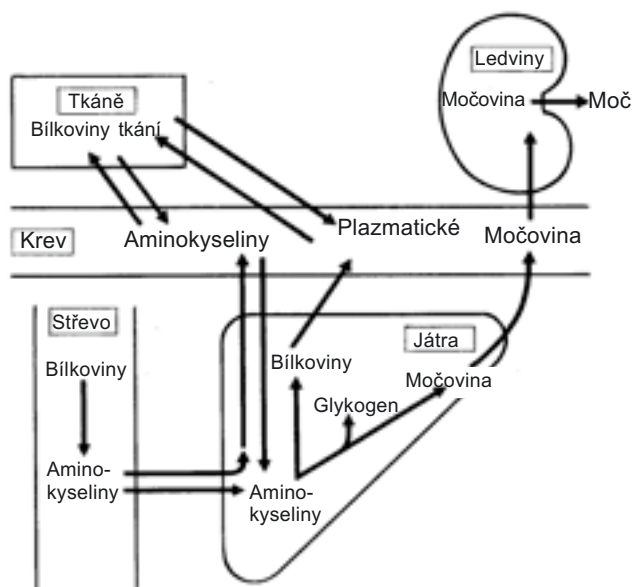 Ledviny
Močovina
Moč
Tkáně
Bílkoviny tkání
Krev
Aminokyseliny
Plazmatické
Močovina
Střevo
Bílkoviny
Amino-
kyseliny
Játra
Bílkoviny
Močovina
Glykogen
Amino-
kyseliny